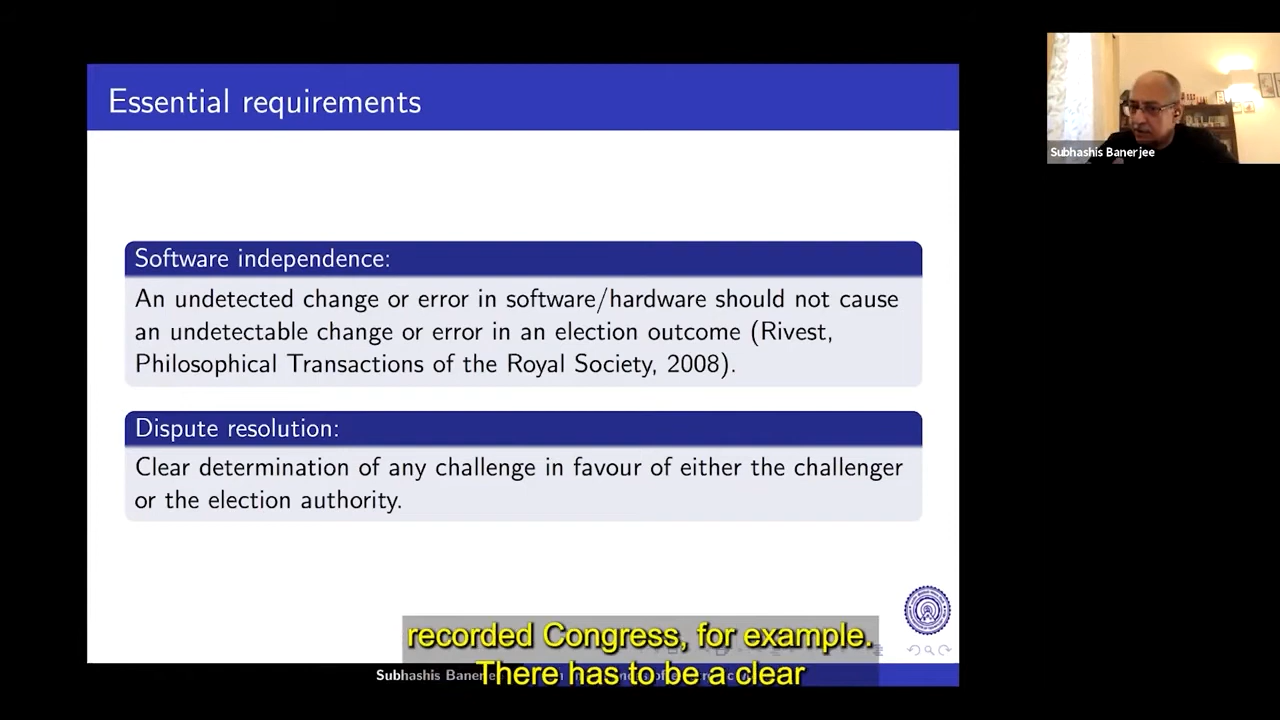 Essential requirements
Software independence:
An undetected change or error in software/hardware should not cause
an undetectable change or error in an election outcome (Rivest,
Philosophical Transactions of the Royal Society, 2008).
Dispute resolution:
Clear determination of any challenge in favour of either the challenger
or the election authority.
Subhashis Banerjee
recorded Congress, for example.
There has to be a clear
Subhashis